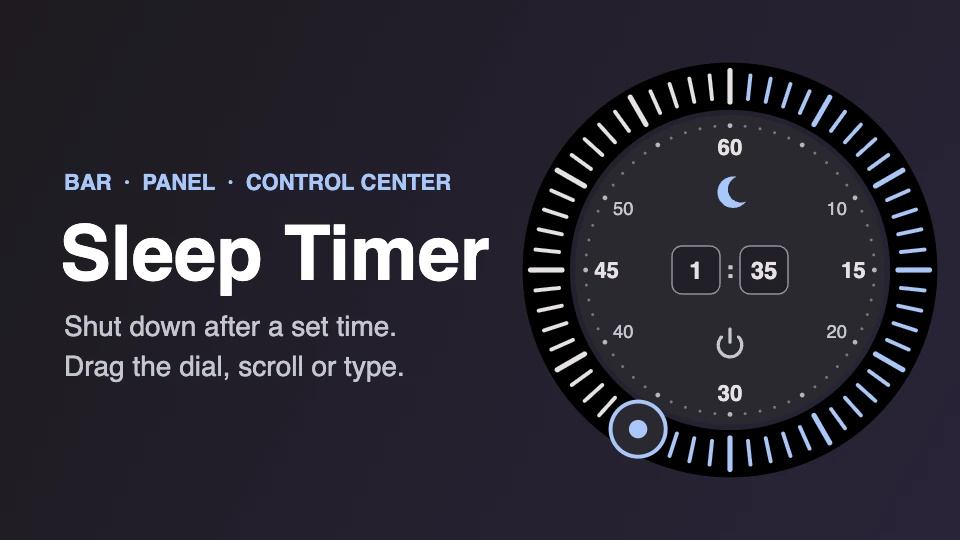 BAR · PANEL · CONTROL CENTER
Sleep Timer
Shut down after a set time.
Drag the dial, scroll or type.
60
50
10
45
1 : 35
15
40
20
30